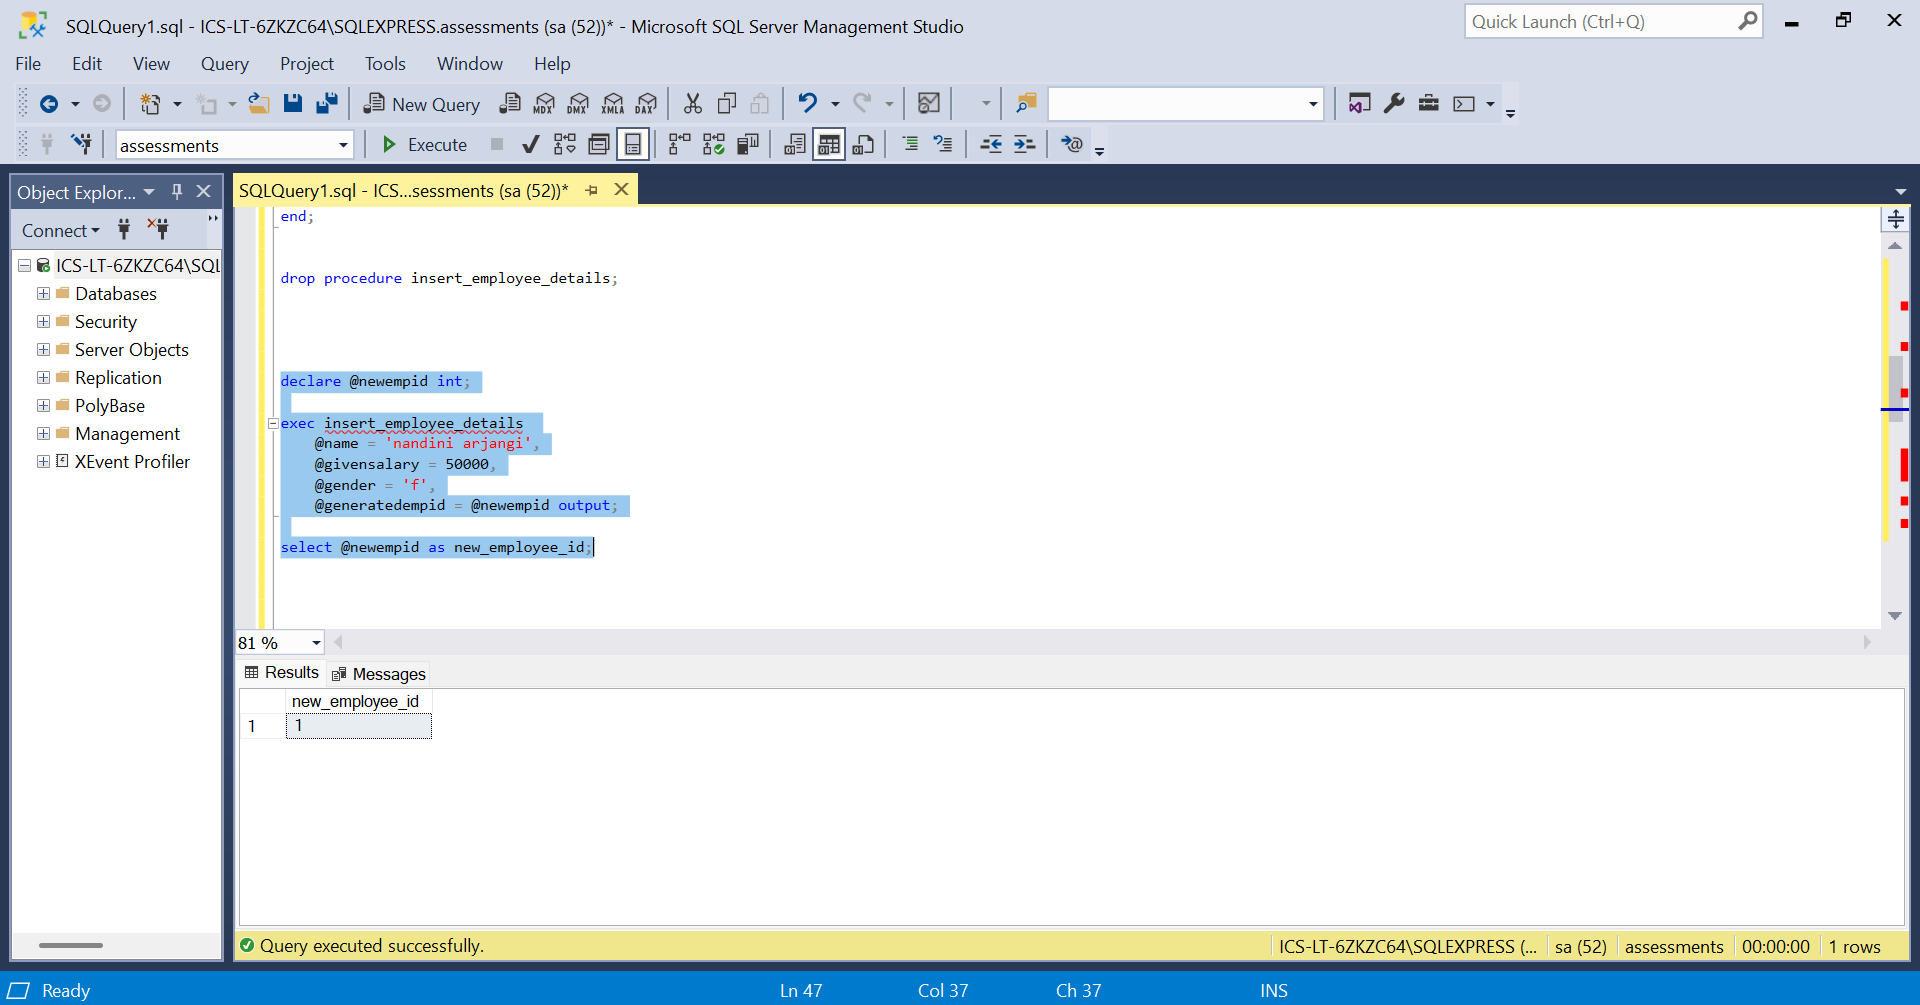 SQLQuery1.sql - ICS-LT-6ZKZC64\SQLEXPRESS.assessments (sa (52))* - Microsoft SQL Server Management Studio
Quick Launch (Ctrl+Q)
File Edit View Query Project Tools Window Help
New Query MDX DMX XMLA DAX
assessments Execute
Object Explor...
SQLQuery1.sql - ICS...sessments (sa (52))*
Connect
ICS-LT-6ZKZC64\SQL
Databases
Security
Server Objects
Replication
PolyBase
Management
XEvent Profiler
end;
drop procedure insert_employee_details;
declare @newempid int;
exec insert_employee_details
@name = 'nandini arjangi',
@givensalary = 50000,
@gender = 'f',
@generatedempid = @newempid output;
select @newempid as new_employee_id;
81 %
Results Messages
new_employee_id
1 1
Query executed successfully. ICS-LT-6ZKZC64\SQLEXPRESS (... sa (52) assessments 00:00:00 1 rows
Ready Ln 47 Col 37 Ch 37 INS